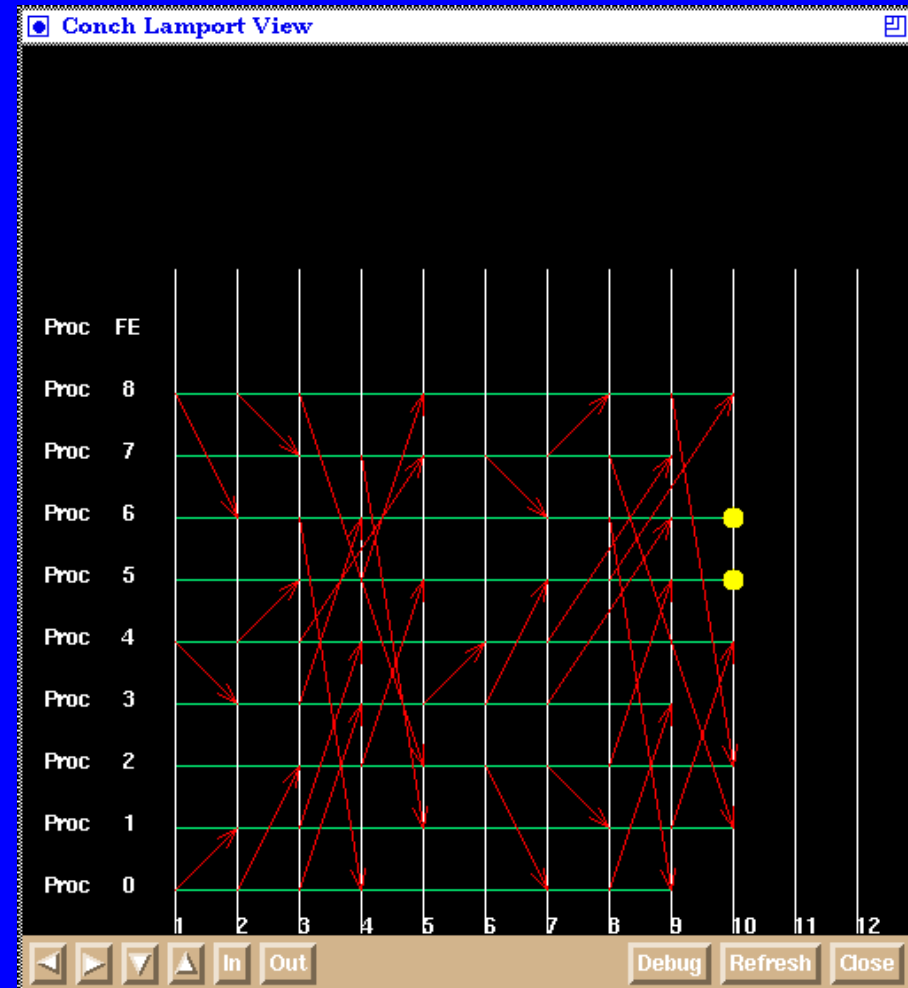 Conch Lamport View
Proc FE
Proc 8
Proc 7
Proc 6
Proc 5
Proc 4
Proc 3
Proc 2
Proc 1
Proc 0
1 2 3 4 5 6 7 8 9 10 11 12
In Out Debug Refresh Close